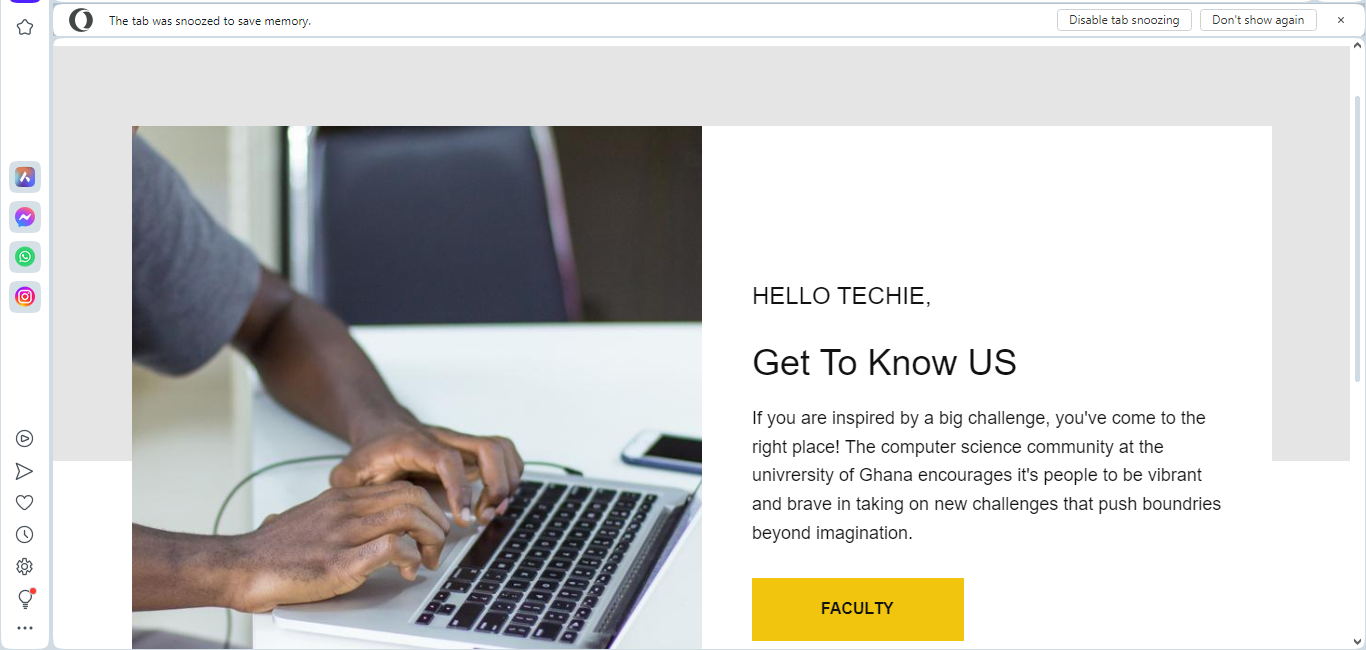 The tab was snoozed to save memory.
Disable tab snoozing
Don't show again
HELLO TECHIE,
Get To Know US
If you are inspired by a big challenge, you've come to the
right place! The computer science community at the
univrersity of Ghana encourages it's people to be vibrant
and brave in taking on new challenges that push boundries
beyond imagination.
FACULTY